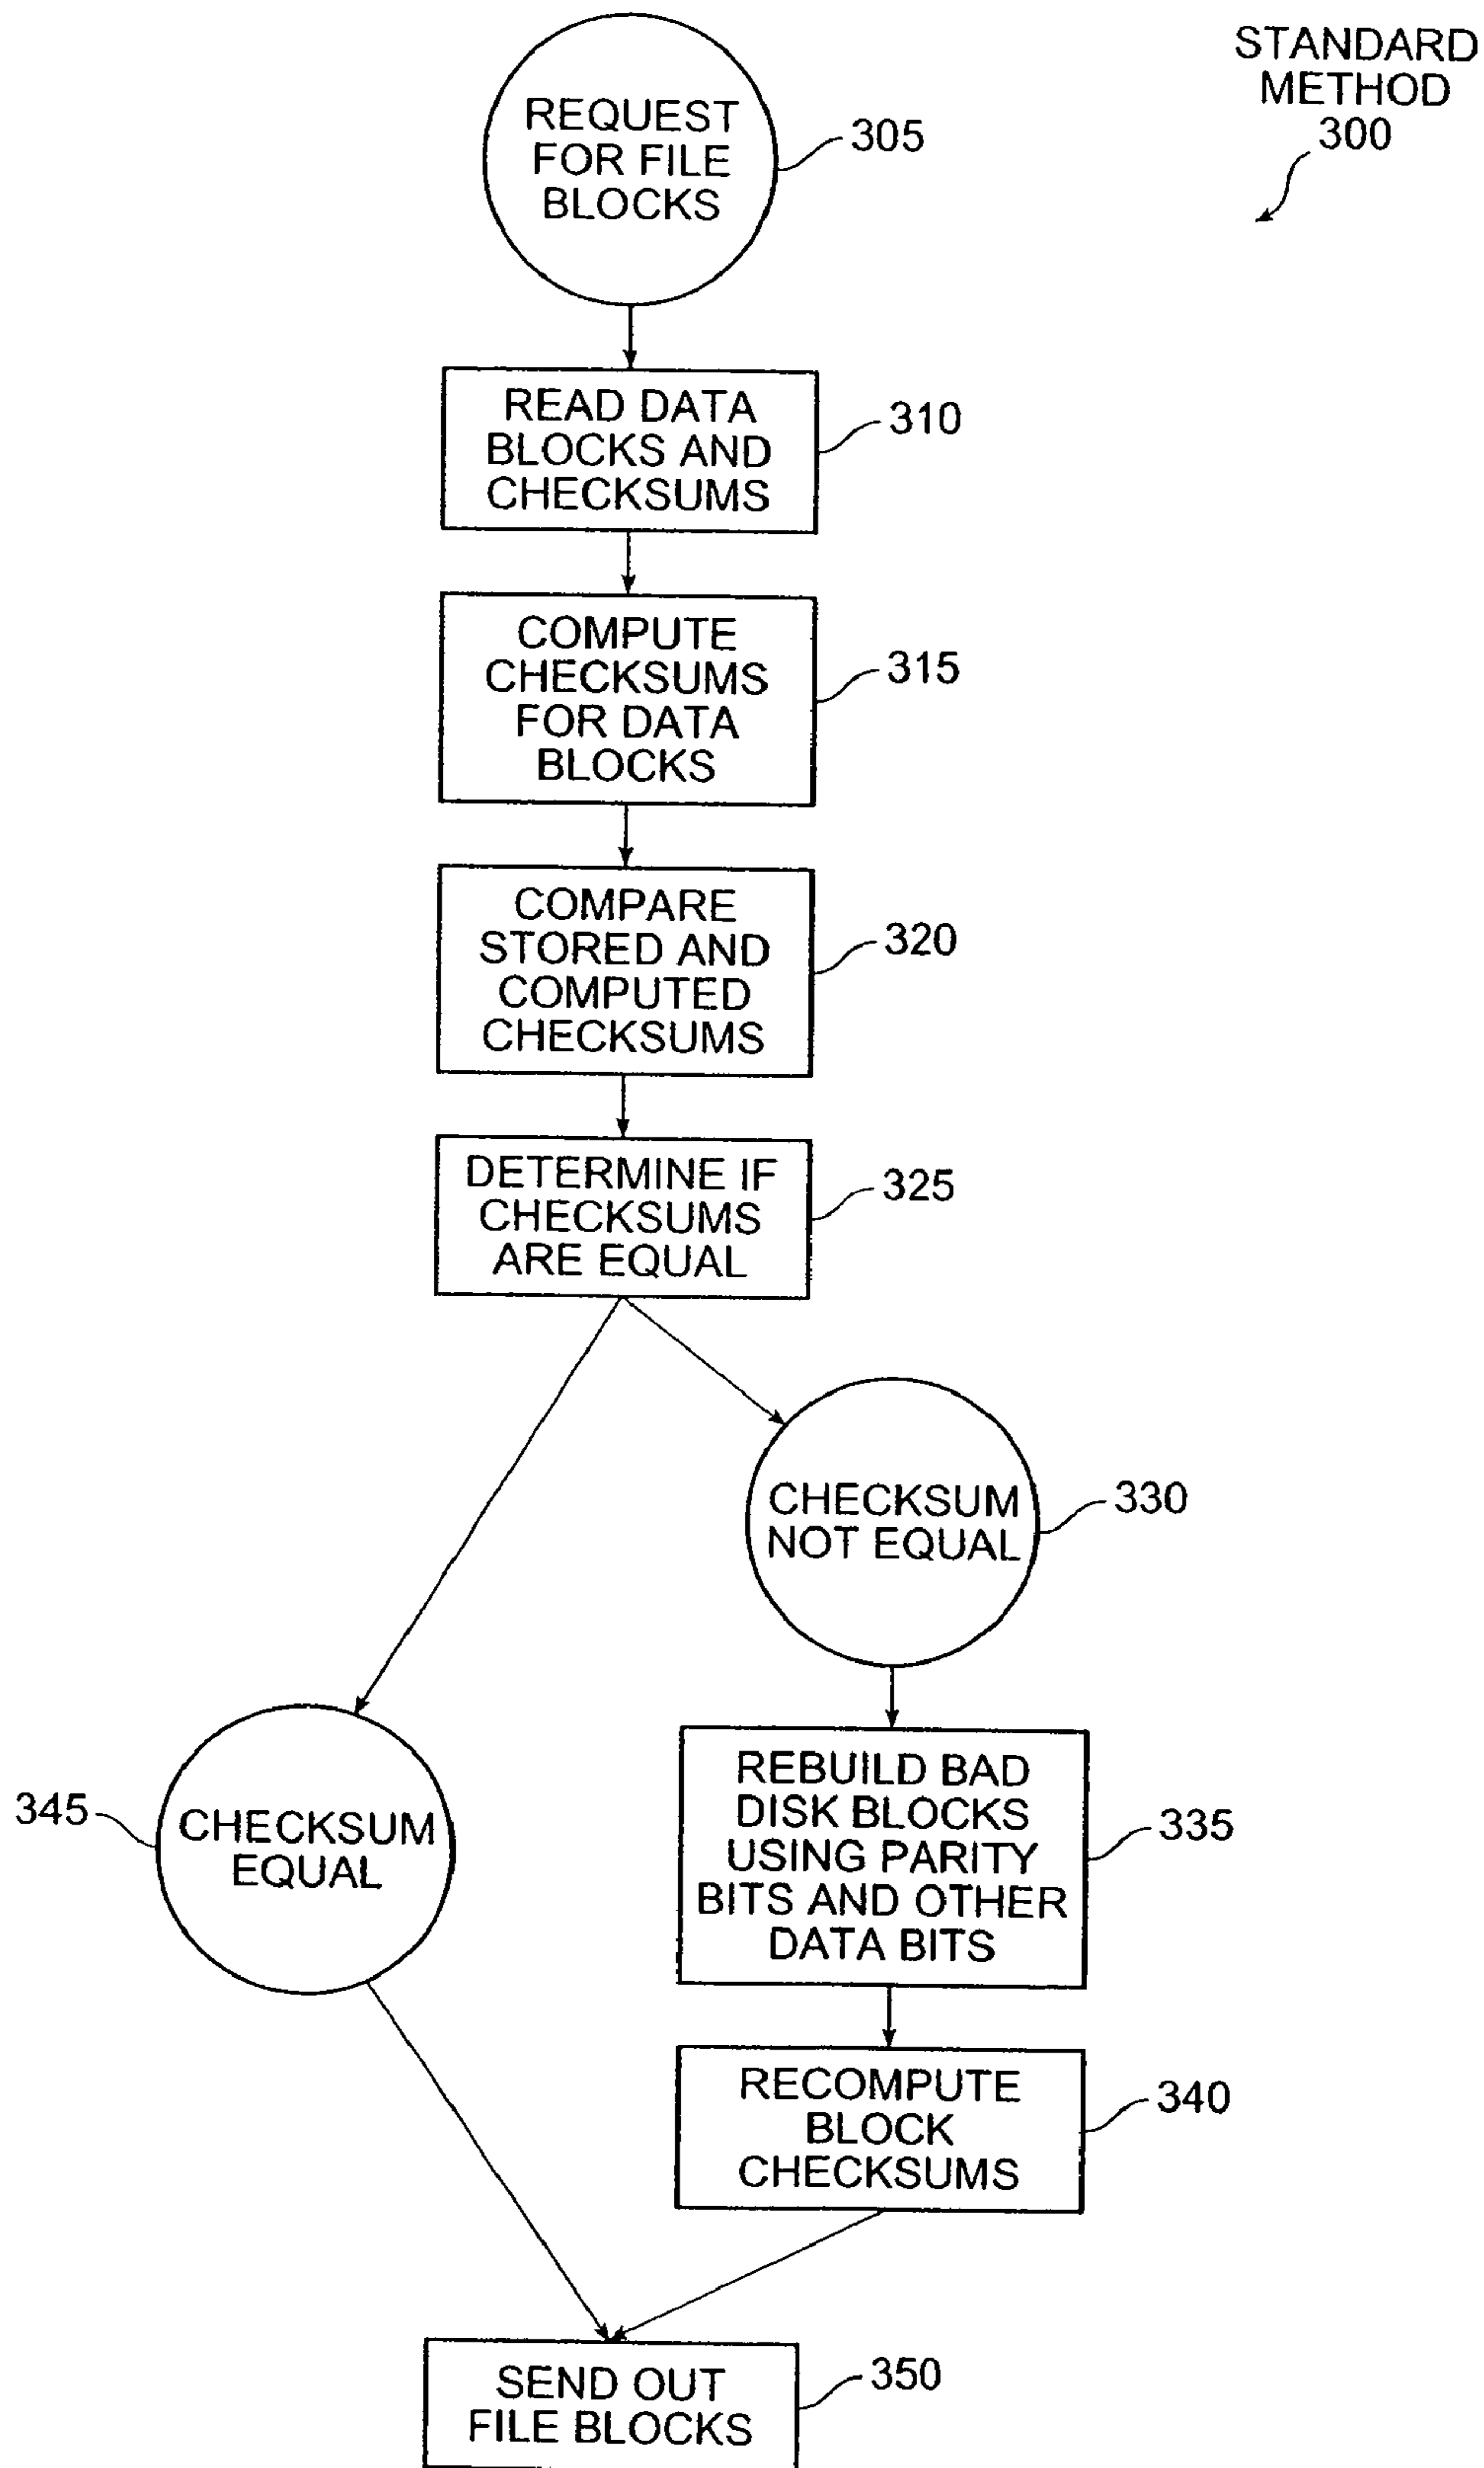 STANDARD
METHOD
300
REQUEST
FOR FILE
BLOCKS
305
READ DATA
BLOCKS AND
CHECKSUMS
310
COMPUTE
CHECKSUMS
FOR DATA
BLOCKS
315
COMPARE
STORED AND
COMPUTED
CHECKSUMS
320
DETERMINE IF
CHECKSUMS
ARE EQUAL
325
CHECKSUM
NOT EQUAL
330
345
CHECKSUM
EQUAL
REBUILD BAD
DISK BLOCKS
USING PARITY
BITS AND OTHER
DATA BITS
335
RECOMPUTE
BLOCK
CHECKSUMS
340
SEND OUT
FILE BLOCKS
350